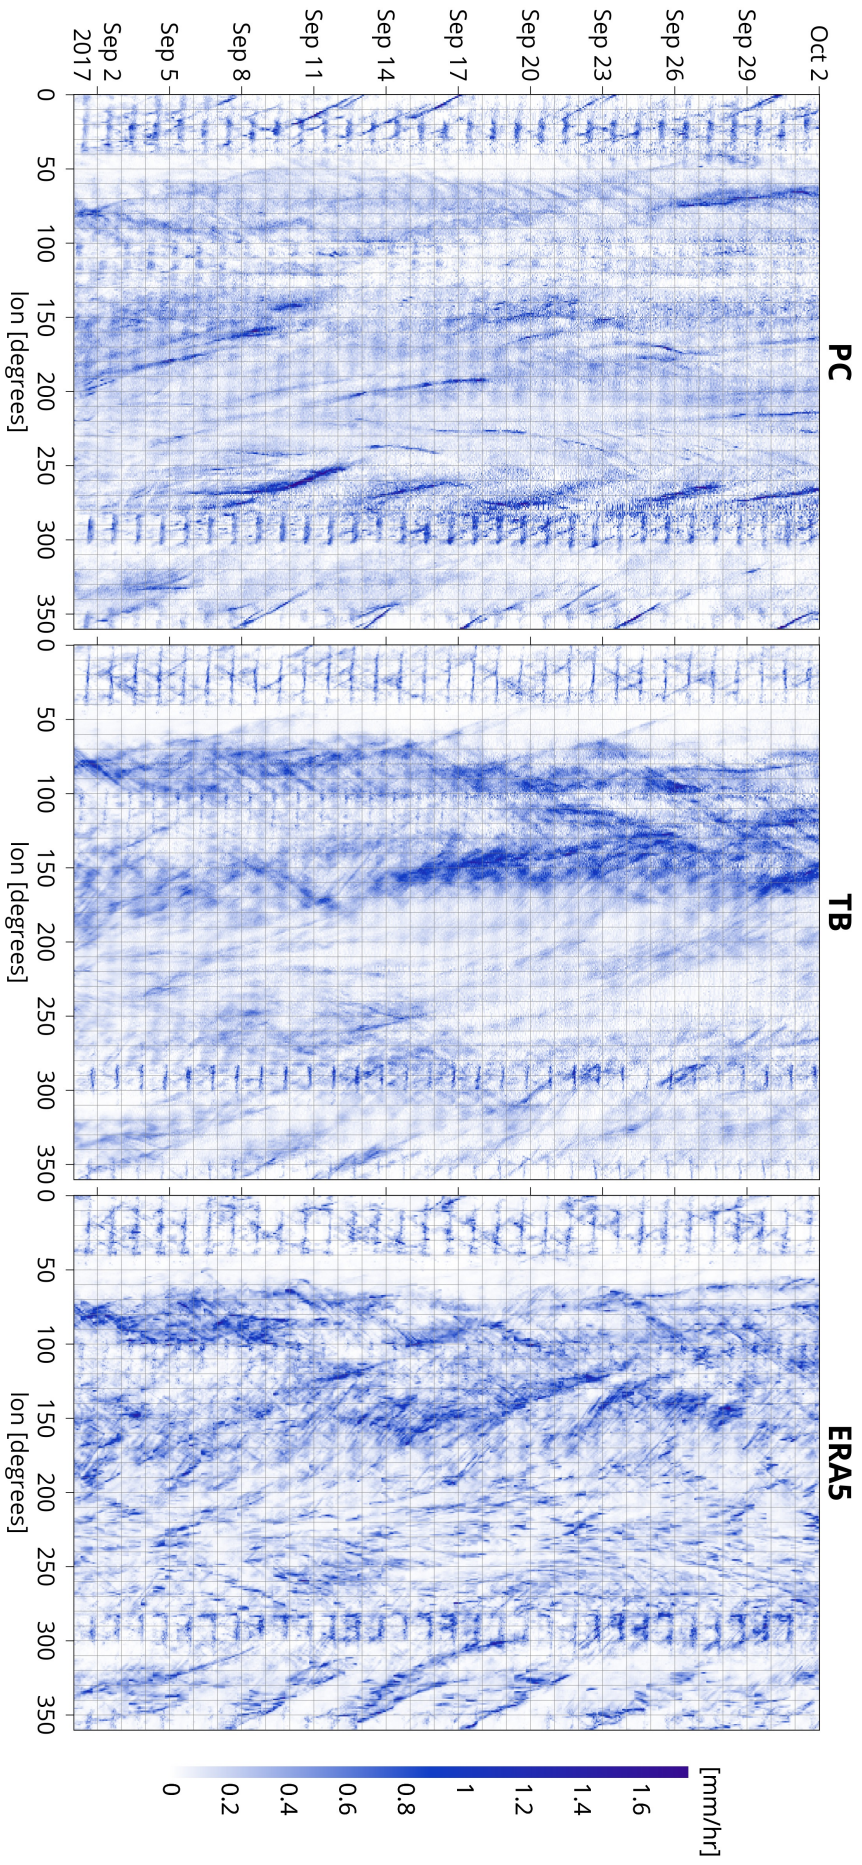 PC
TB
ERA5
Oct 2
Sep 29
Sep 26
Sep 23
Sep 20
Sep 17
Sep 14
Sep 11
Sep 8
Sep 5
Sep 2
2017
0 50 100 150 200 250 300 350
0 50 100 150 200 250 300 350
0 50 100 150 200 250 300 350
lon [degrees]
lon [degrees]
lon [degrees]
[mm/hr]
0 0.2 0.4 0.6 0.8 1 1.2 1.4 1.6